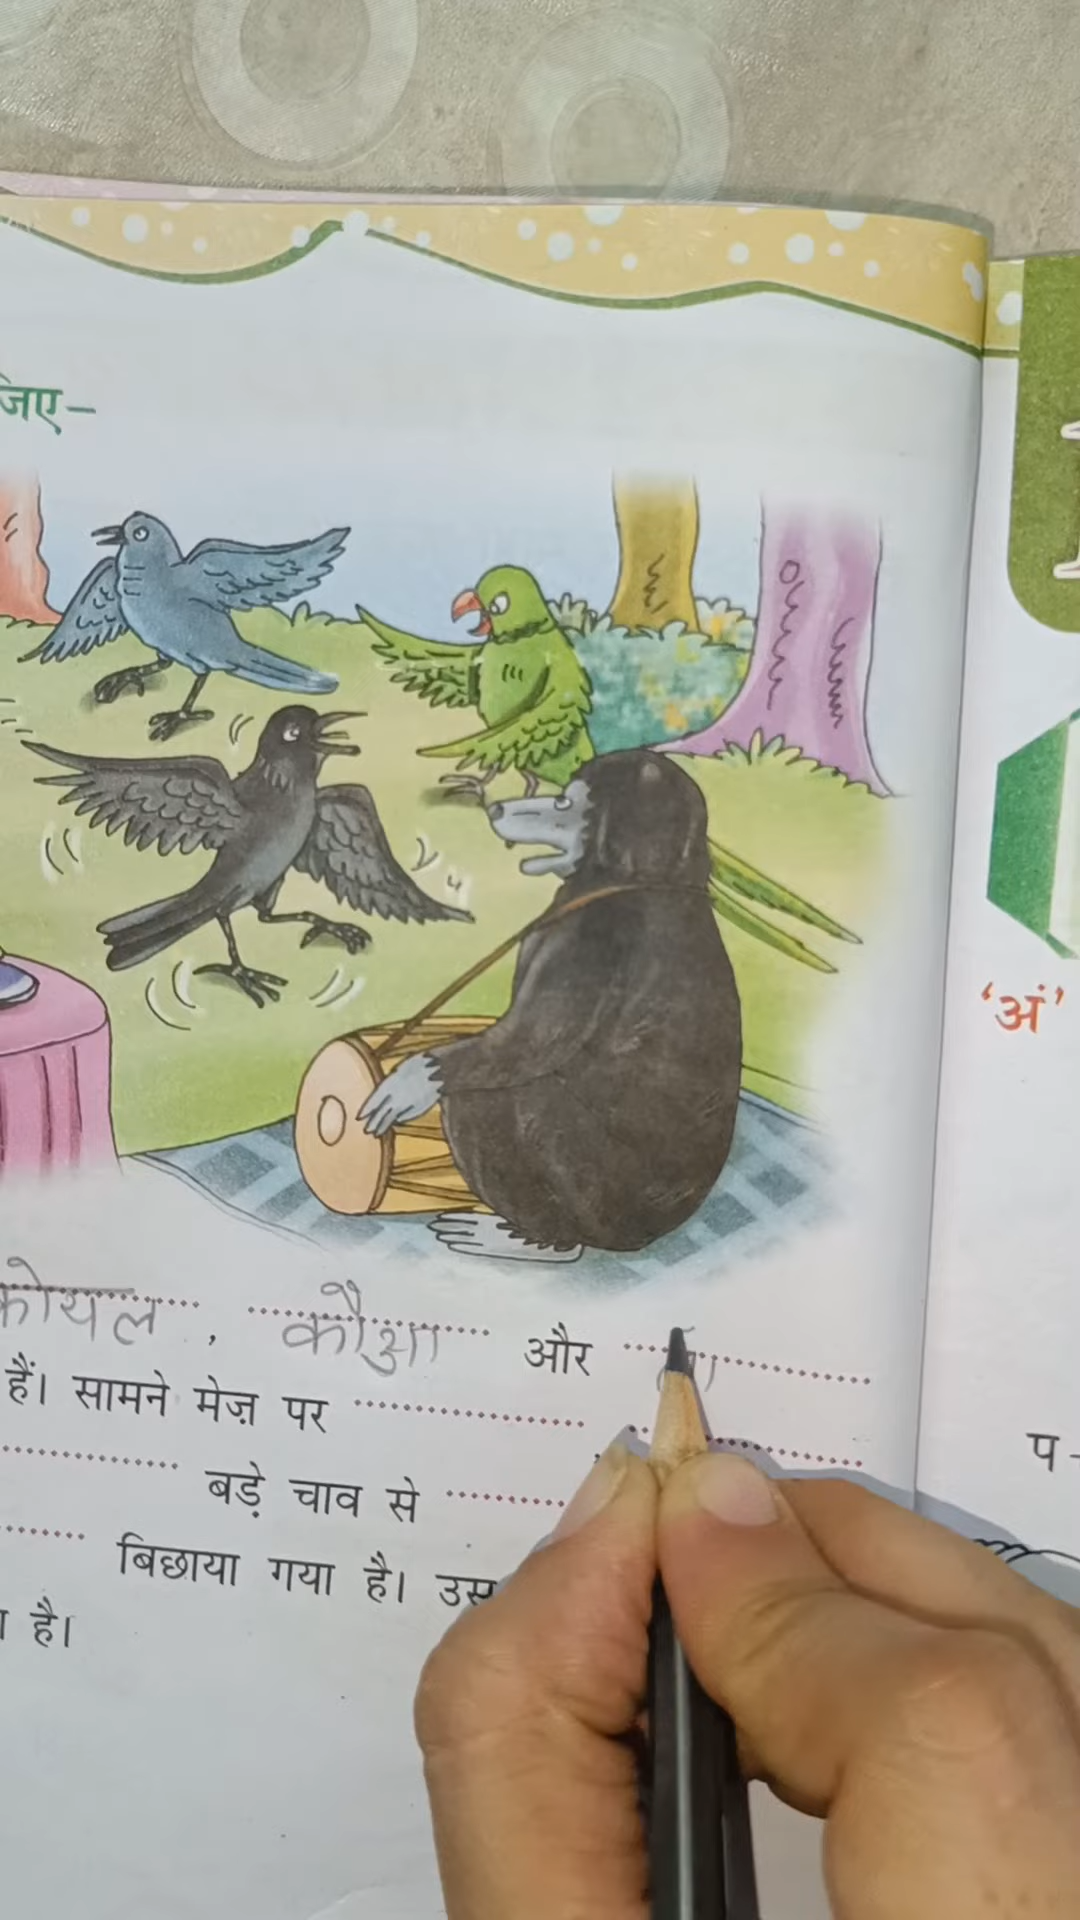 जिए–
'अं'
कोयल , कौआ और
हैं। सामने मेज़ पर
बड़े चाव से
बिछाया गया है। उस
है।
प -